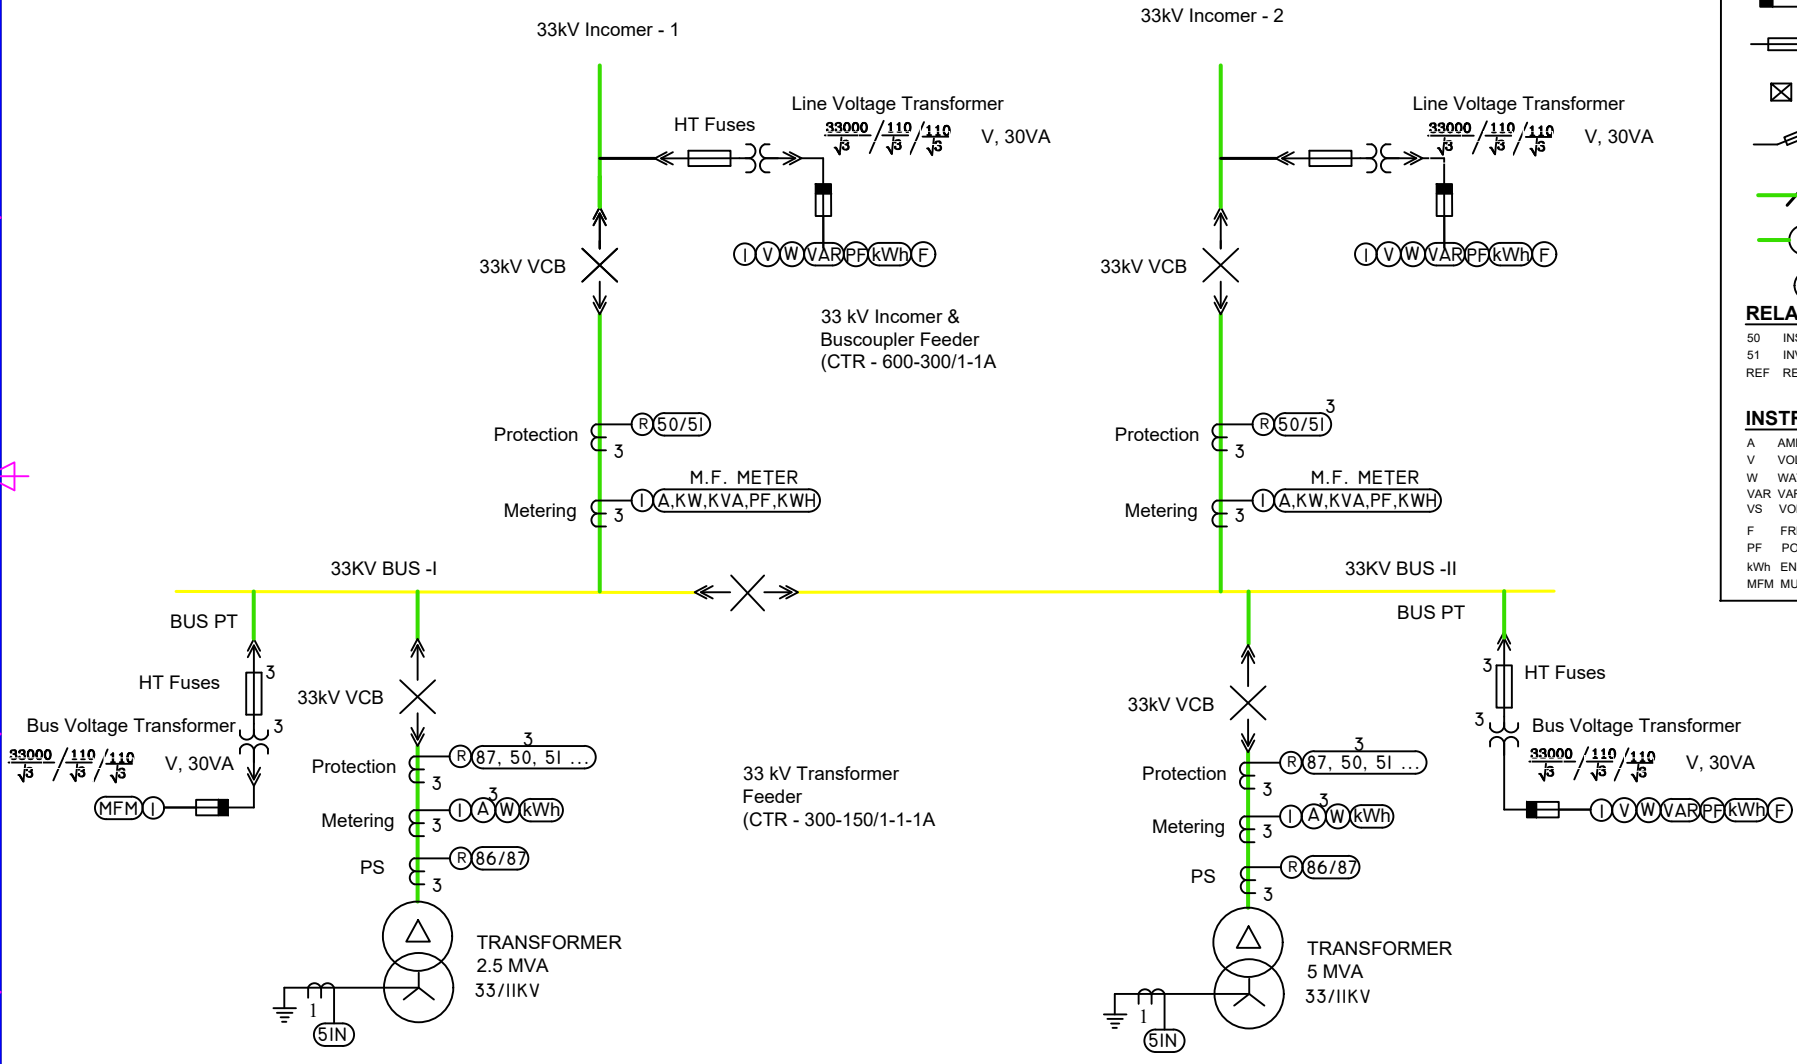 33kV Incomer - 1
33kV Incomer - 2
HT Fuses
Line Voltage Transformer
33000/√3 / 110/√3 / 110/√3 V, 30VA
Line Voltage Transformer
33000/√3 / 110/√3 / 110/√3 V, 30VA
I V W VAR PF kWh F
I V W VAR PF kWh F
33kV VCB
33kV VCB
33 kV Incomer &
Buscoupler Feeder
(CTR - 600-300/1-1A
Protection
R 50/51
3
Protection
R 50/51
3
3
M.F. METER
Metering
I A,KW,KVA,PF,KWH
3
M.F. METER
Metering
I A,KW,KVA,PF,KWH
3
33KV BUS -I
33KV BUS -II
BUS PT
BUS PT
HT Fuses
3
3
Bus Voltage Transformer
33000/√3 / 110/√3 / 110/√3 V, 30VA
MFM I
33kV VCB
Protection
R 87, 50, 51 ...
3
3
Metering
I A W kWh
3
3
PS
R 86/87
3
TRANSFORMER
2.5 MVA
33/11KV
1
51N
33 kV Transformer
Feeder
(CTR - 300-150/1-1-1A
33kV VCB
Protection
R 87, 50, 51 ...
3
3
Metering
I A W kWh
3
3
PS
R 86/87
3
TRANSFORMER
5 MVA
33/11KV
1
51N
3
HT Fuses
3
Bus Voltage Transformer
33000/√3 / 110/√3 / 110/√3 V, 30VA
I V W VAR PF kWh F
50
51
REF
A
V
W
VAR
VS
F
PF
kWh
MFM